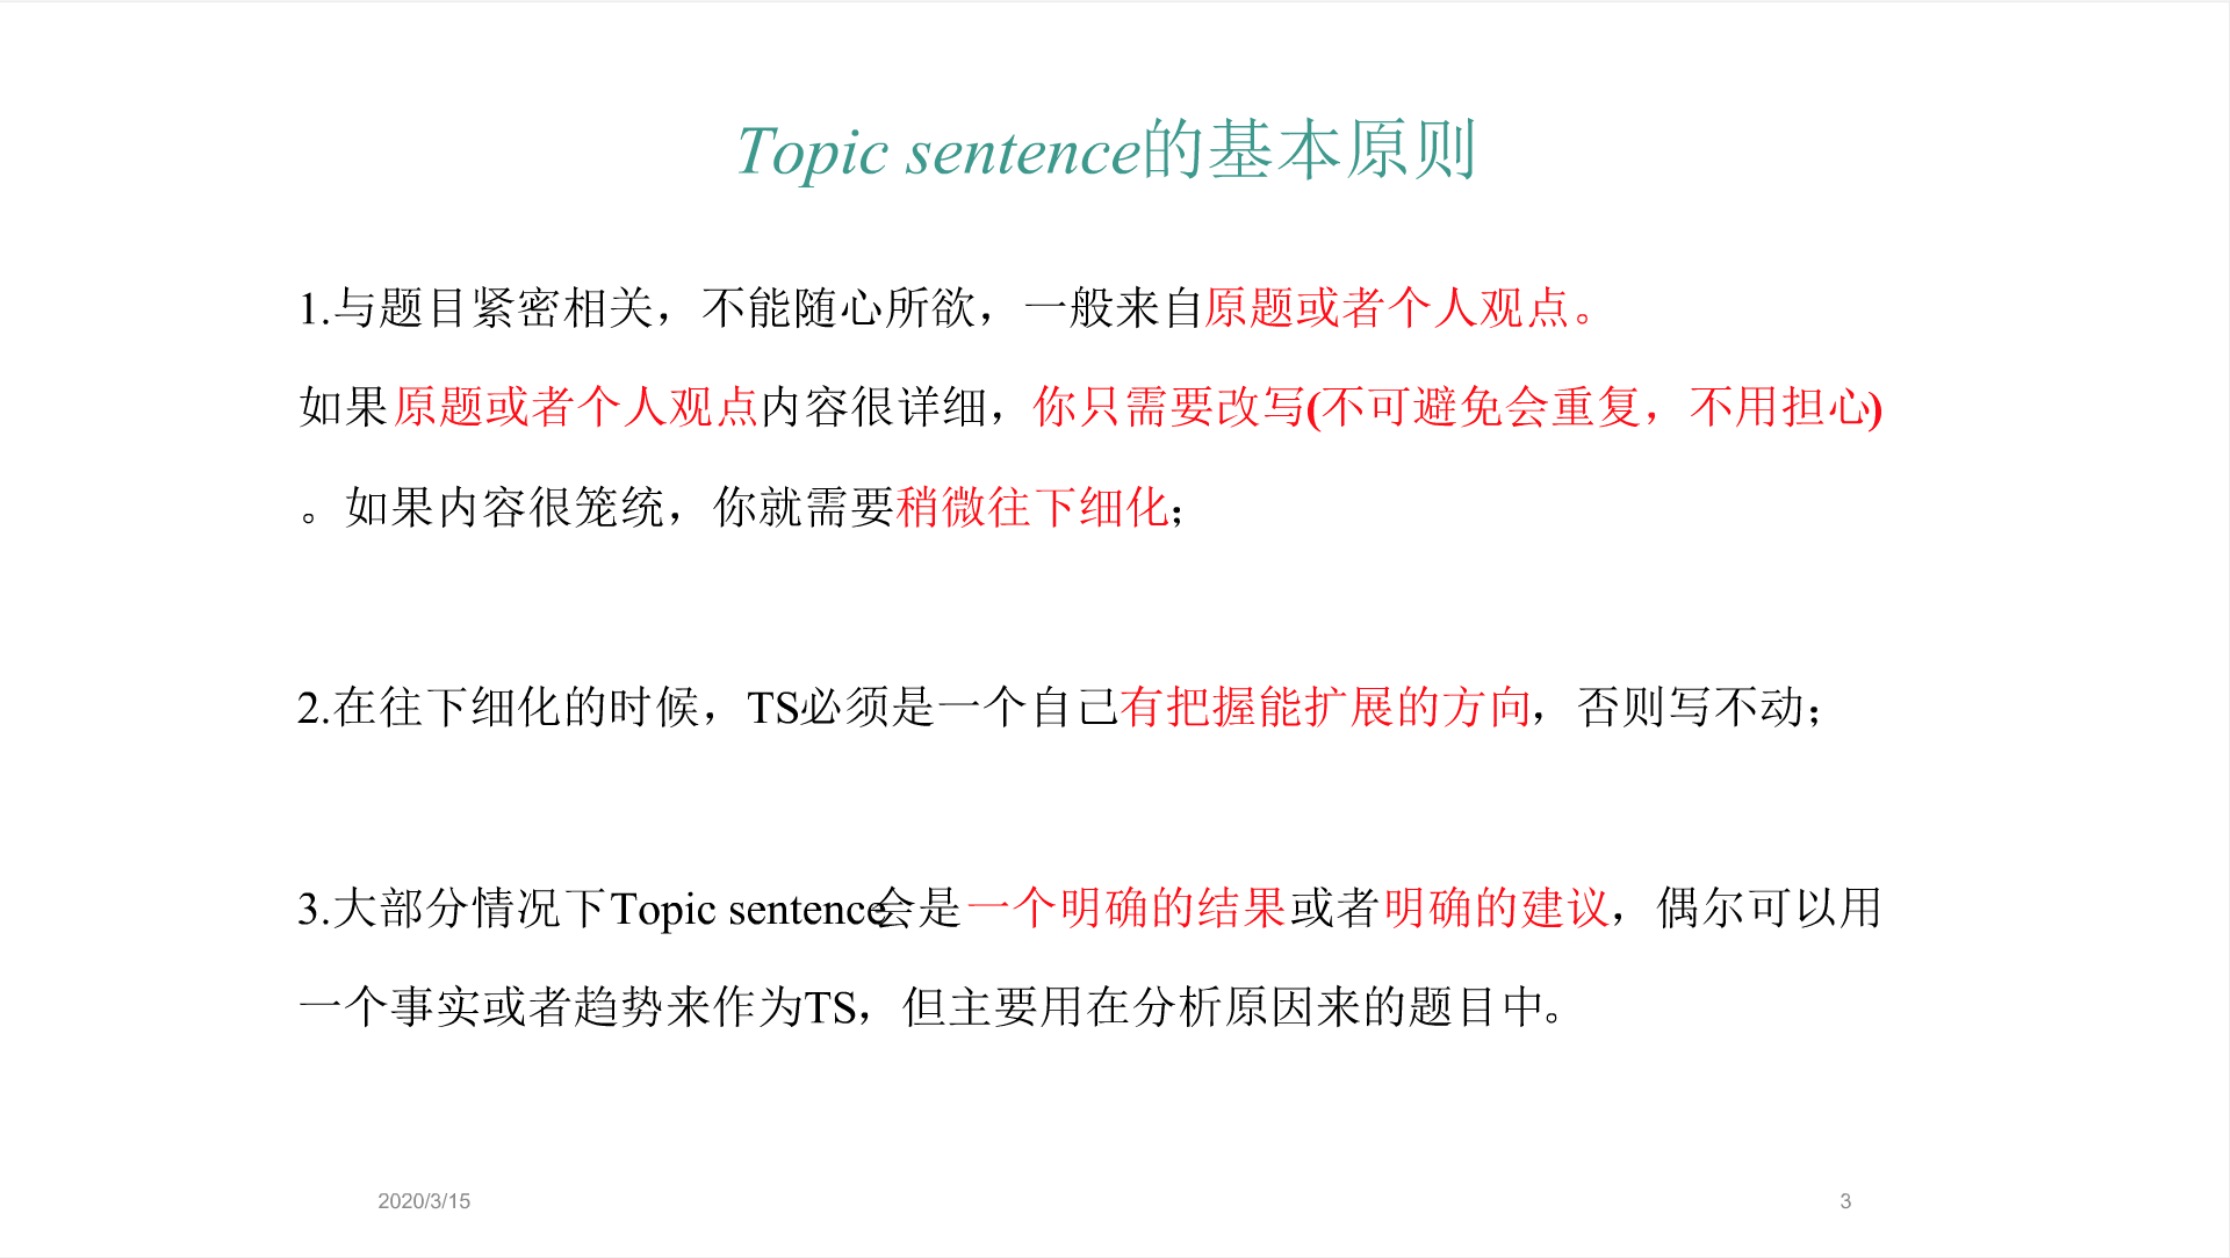 Topic sentence的基本原则
1.与题目紧密相关，不能随心所欲，一般来自原题或者个人观点。
如果原题或者个人观点内容很详细，你只需要改写(不可避免会重复，不用担心)
。如果内容很笼统，你就需要稍微往下细化；
2.在往下细化的时候，TS必须是一个自己有把握能扩展的方向，否则写不动；
3.大部分情况下Topic sentence会是一个明确的结果或者明确的建议，偶尔可以用
一个事实或者趋势来作为TS，但主要用在分析原因来的题目中。
2020/3/15
3